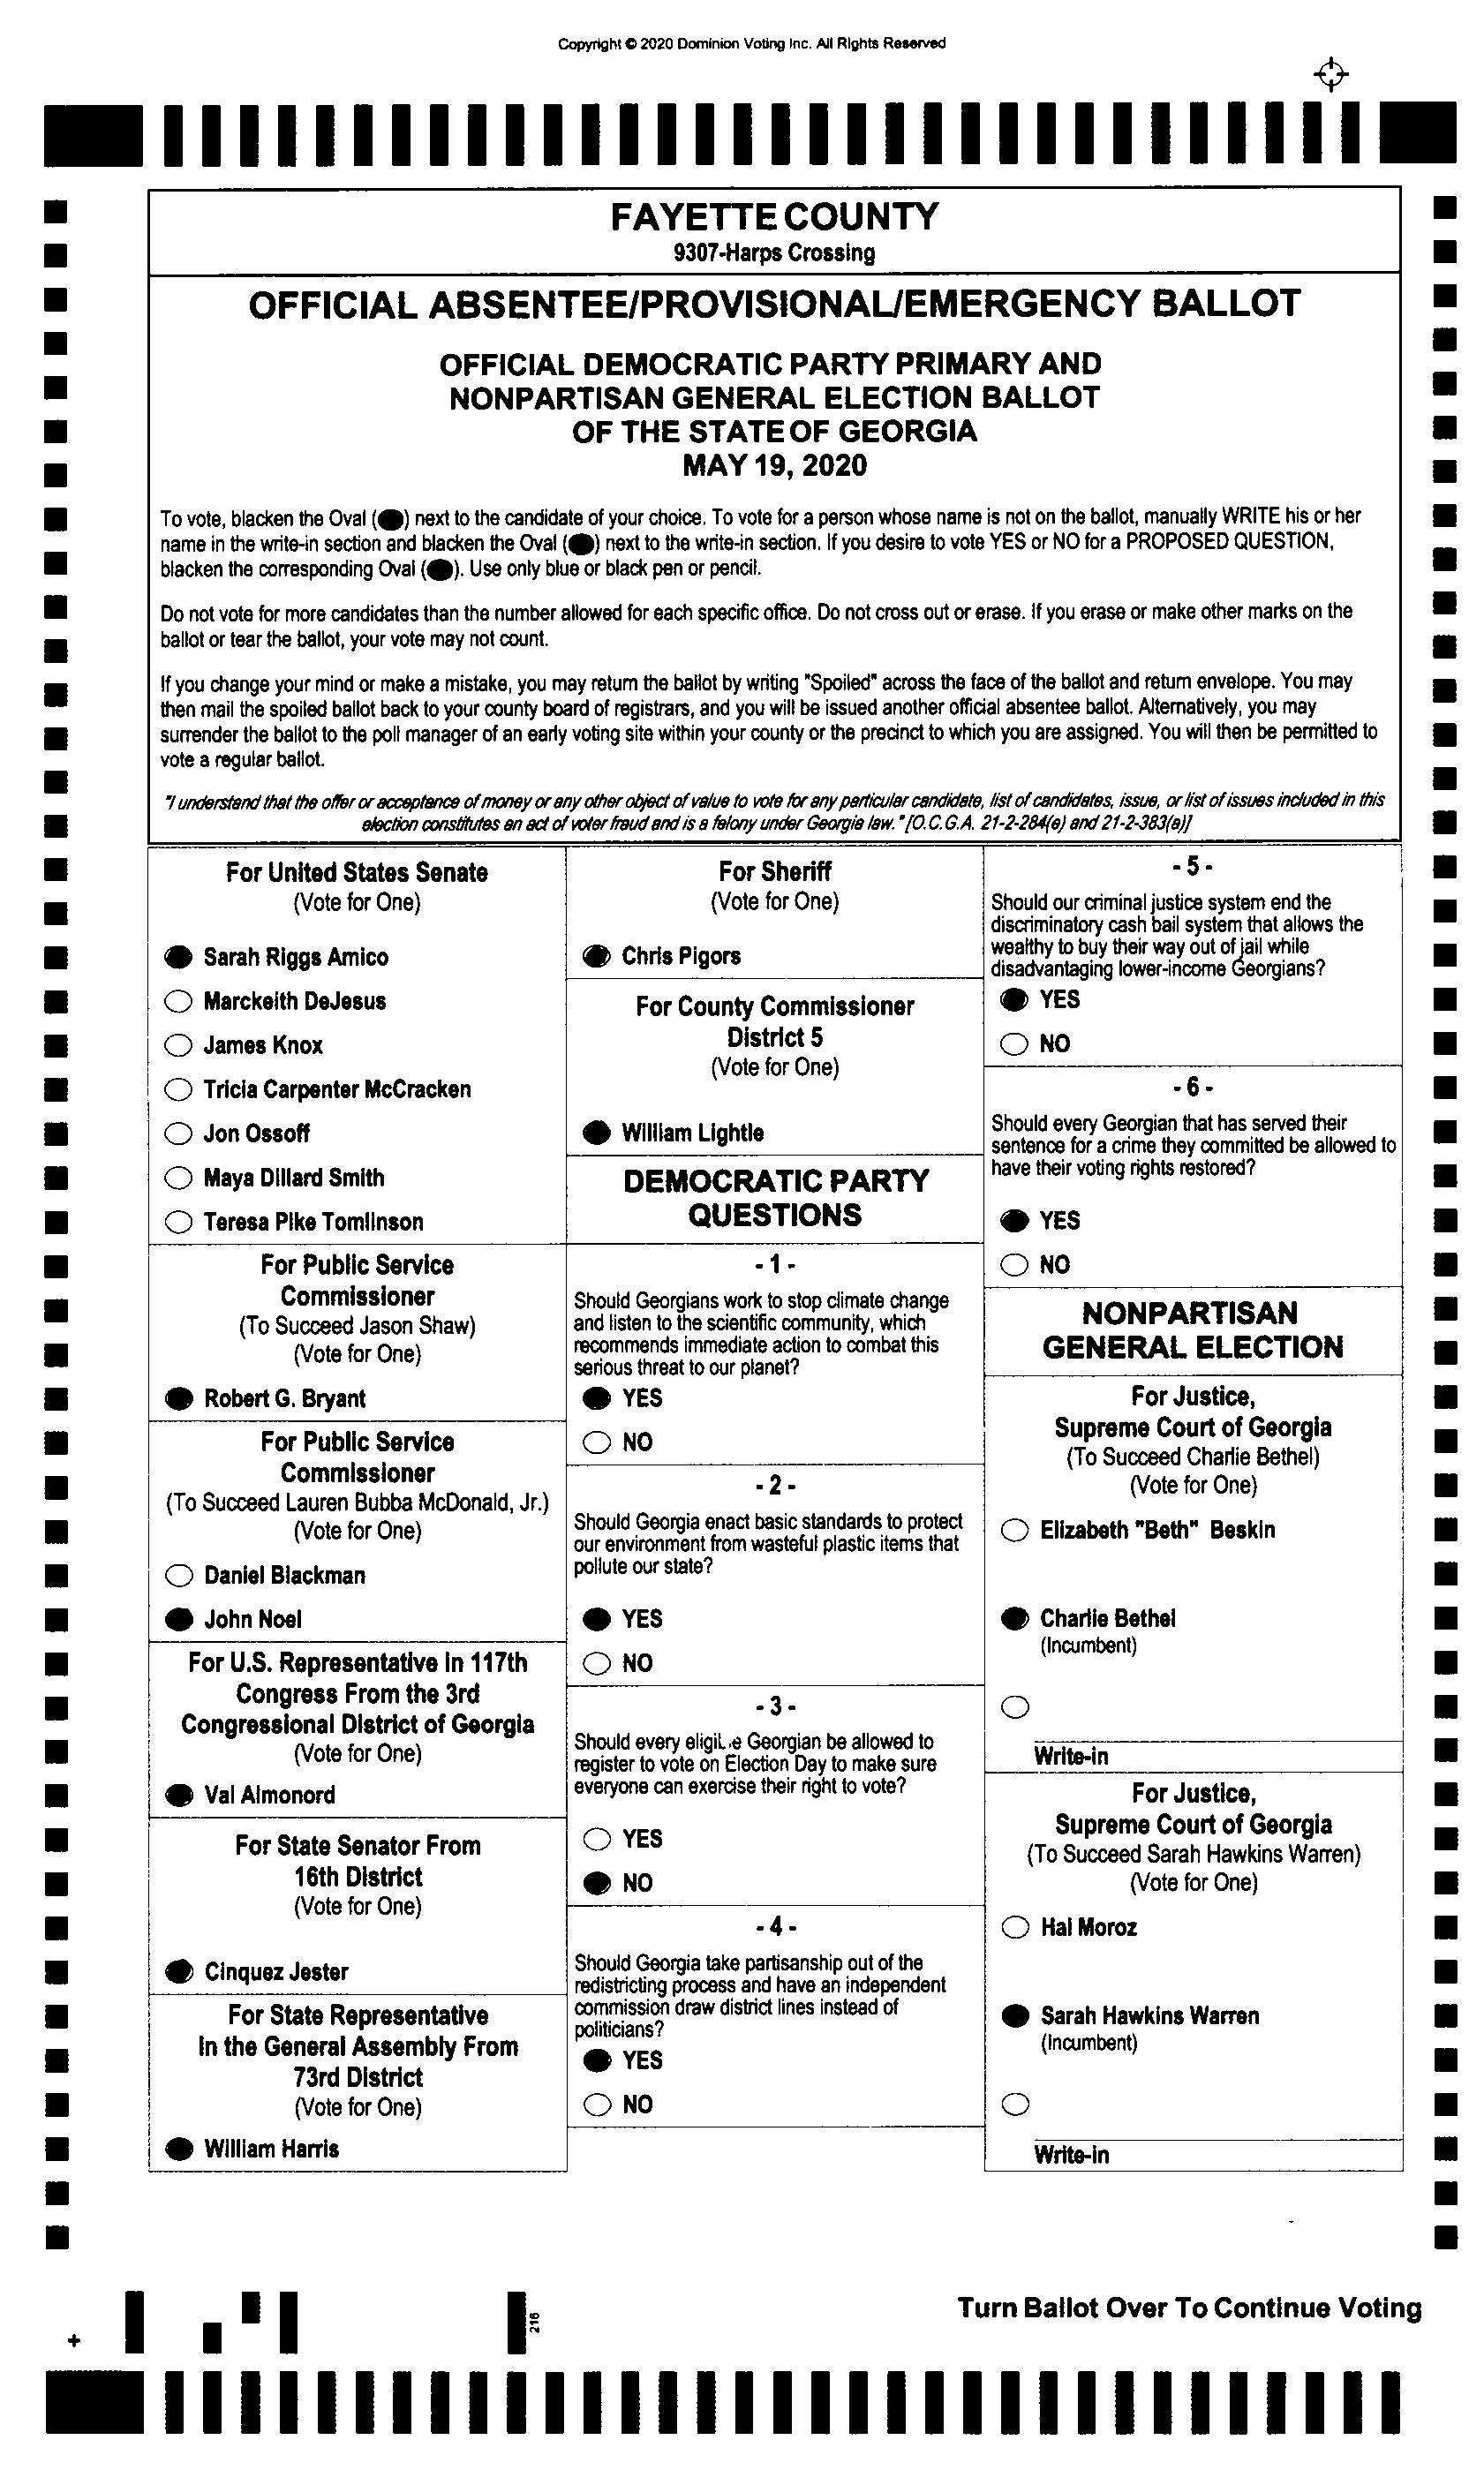 Copyright © 2020 Dominion Voting Inc. All Rights Reserved
FAYETTE COUNTY
9307-Harps Crossing
OFFICIAL ABSENTEE/PROVISIONAL/EMERGENCY BALLOT
OFFICIAL DEMOCRATIC PARTY PRIMARY AND
NONPARTISAN GENERAL ELECTION BALLOT
OF THE STATE OF GEORGIA
MAY 19, 2020
To vote, blacken the Oval ( ) next to the candidate of your choice. To vote for a person whose name is not on the ballot, manually WRITE his or her
name in the write-in section and blacken the Oval ( ) next to the write-in section. If you desire to vote YES or NO for a PROPOSED QUESTION,
blacken the corresponding Oval ( ). Use only blue or black pen or pencil.
Do not vote for more candidates than the number allowed for each specific office. Do not cross out or erase. If you erase or make other marks on the
ballot or tear the ballot, your vote may not count.
If you change your mind or make a mistake, you may return the ballot by writing "Spoiled" across the face of the ballot and return envelope. You may
then mail the spoiled ballot back to your county board of registrars, and you will be issued another official absentee ballot. Alternatively, you may
surrender the ballot to the poll manager of an early voting site within your county or the precinct to which you are assigned. You will then be permitted to
vote a regular ballot.
"I understand that the offer or acceptance of money or any other object of value to vote for any particular candidate, list of candidates, issue, or list of issues included in this
election constitutes an act of voter fraud and is a felony under Georgia law." [O.C.G.A. 21-2-284(e) and 21-2-383(a)]
For United States Senate
(Vote for One)
Sarah Riggs Amico
Marckeith DeJesus
James Knox
Tricia Carpenter McCracken
Jon Ossoff
Maya Dillard Smith
Teresa Pike Tomlinson
For Public Service
Commissioner
(To Succeed Jason Shaw)
(Vote for One)
Robert G. Bryant
For Public Service
Commissioner
(To Succeed Lauren Bubba McDonald, Jr.)
(Vote for One)
Daniel Blackman
John Noel
For U.S. Representative in 117th
Congress From the 3rd
Congressional District of Georgia
(Vote for One)
Val Almonord
For State Senator From
16th District
(Vote for One)
Cinquez Jester
For State Representative
In the General Assembly From
73rd District
(Vote for One)
William Harris
For Sheriff
(Vote for One)
Chris Pigors
For County Commissioner
District 5
(Vote for One)
William Lightle
DEMOCRATIC PARTY
QUESTIONS
- 1 -
Should Georgians work to stop climate change
and listen to the scientific community, which
recommends immediate action to combat this
serious threat to our planet?
YES
NO
- 2 -
Should Georgia enact basic standards to protect
our environment from wasteful plastic items that
pollute our state?
YES
NO
- 3 -
Should every eligible Georgian be allowed to
register to vote on Election Day to make sure
everyone can exercise their right to vote?
YES
NO
- 4 -
Should Georgia take partisanship out of the
redistricting process and have an independent
commission draw district lines instead of
politicians?
YES
NO
- 5 -
Should our criminal justice system end the
discriminatory cash bail system that allows the
wealthy to buy their way out of jail while
disadvantaging lower-income Georgians?
YES
NO
- 6 -
Should every Georgian that has served their
sentence for a crime they committed be allowed to
have their voting rights restored?
YES
NO
NONPARTISAN
GENERAL ELECTION
For Justice,
Supreme Court of Georgia
(To Succeed Charlie Bethel)
(Vote for One)
Elizabeth "Beth" Beskin
Charlie Bethel
(Incumbent)
Write-in
For Justice,
Supreme Court of Georgia
(To Succeed Sarah Hawkins Warren)
(Vote for One)
Hal Moroz
Sarah Hawkins Warren
(Incumbent)
Write-in
216
Turn Ballot Over To Continue Voting